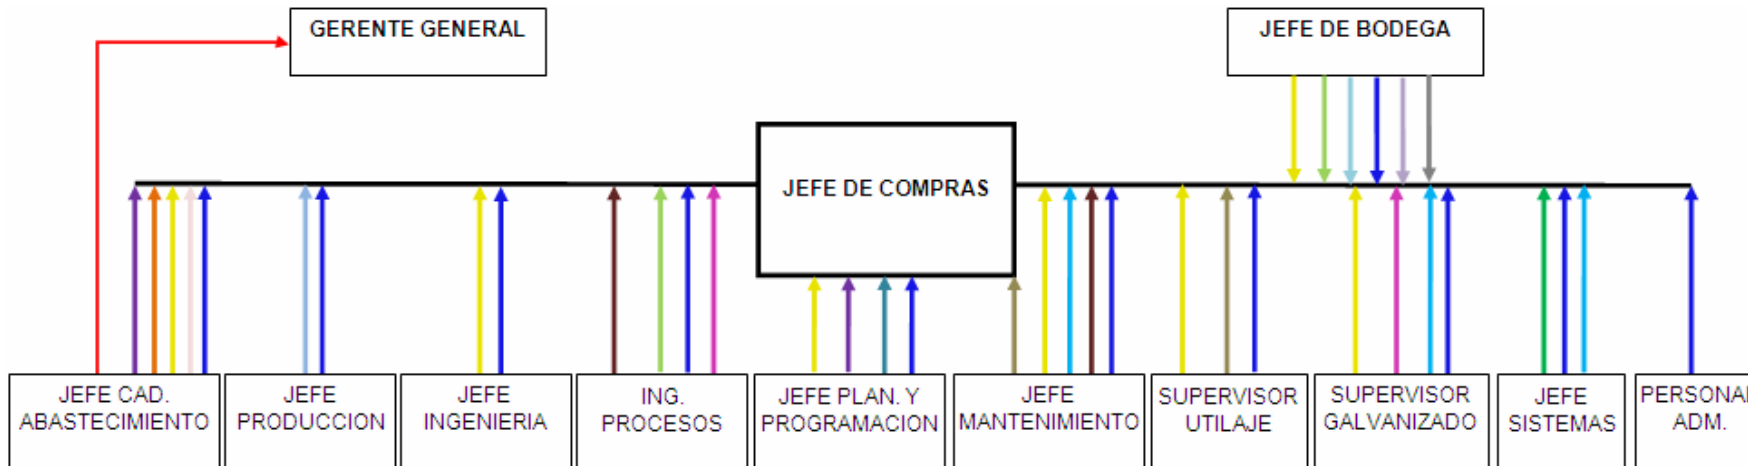 GERENTE GENERAL
JEFE DE BODEGA
JEFE DE COMPRAS
JEFE CAD.
ABASTECIMIENTO
JEFE
PRODUCCION
JEFE
INGENIERIA
ING.
PROCESOS
JEFE PLAN. Y
PROGRAMACION
JEFE
MANTENIMIENTO
SUPERVISOR
UTILAJE
SUPERVISOR
GALVANIZADO
JEFE
SISTEMAS
PERSONAL
ADM.